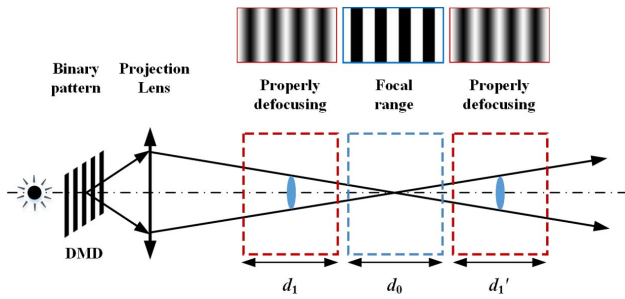 Binary
pattern
Projection
Lens
Properly
defocusing
Focal
range
Properly
defocusing
DMD
d₁
d₀
d₁'